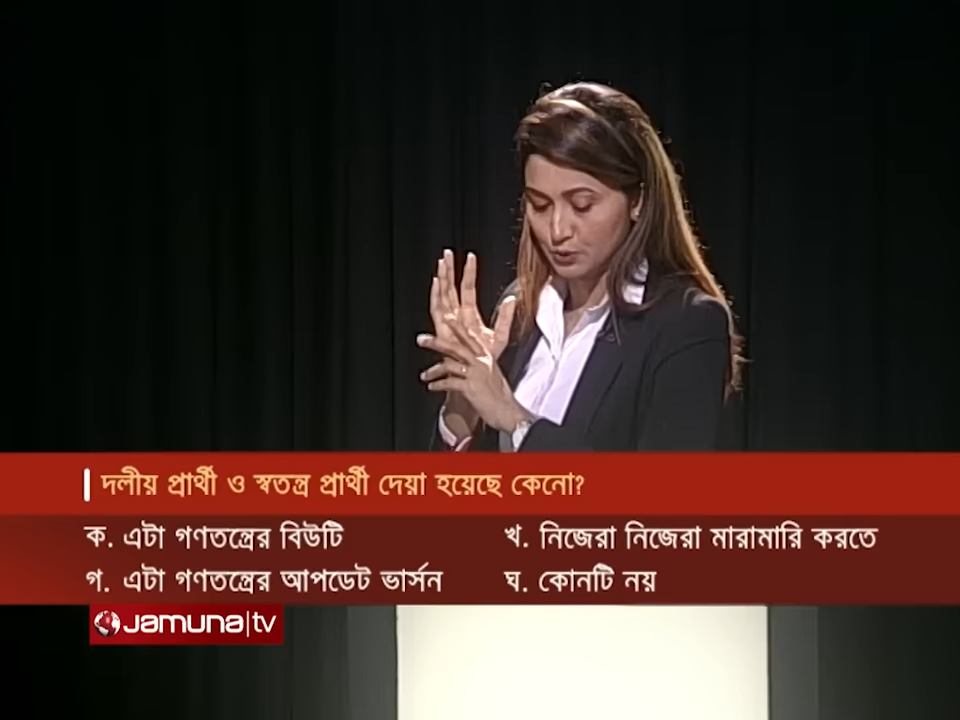 দলীয় প্রার্থী ও স্বতন্ত্র প্রার্থী দেয়া হয়েছে কেনো?
ক. এটা গণতন্ত্রের বিউটি
খ. নিজেরা নিজেরা মারামারি করতে
গ. এটা গণতন্ত্রের আপডেট ভার্সন
ঘ. কোনটি নয়
Jamuna|tv